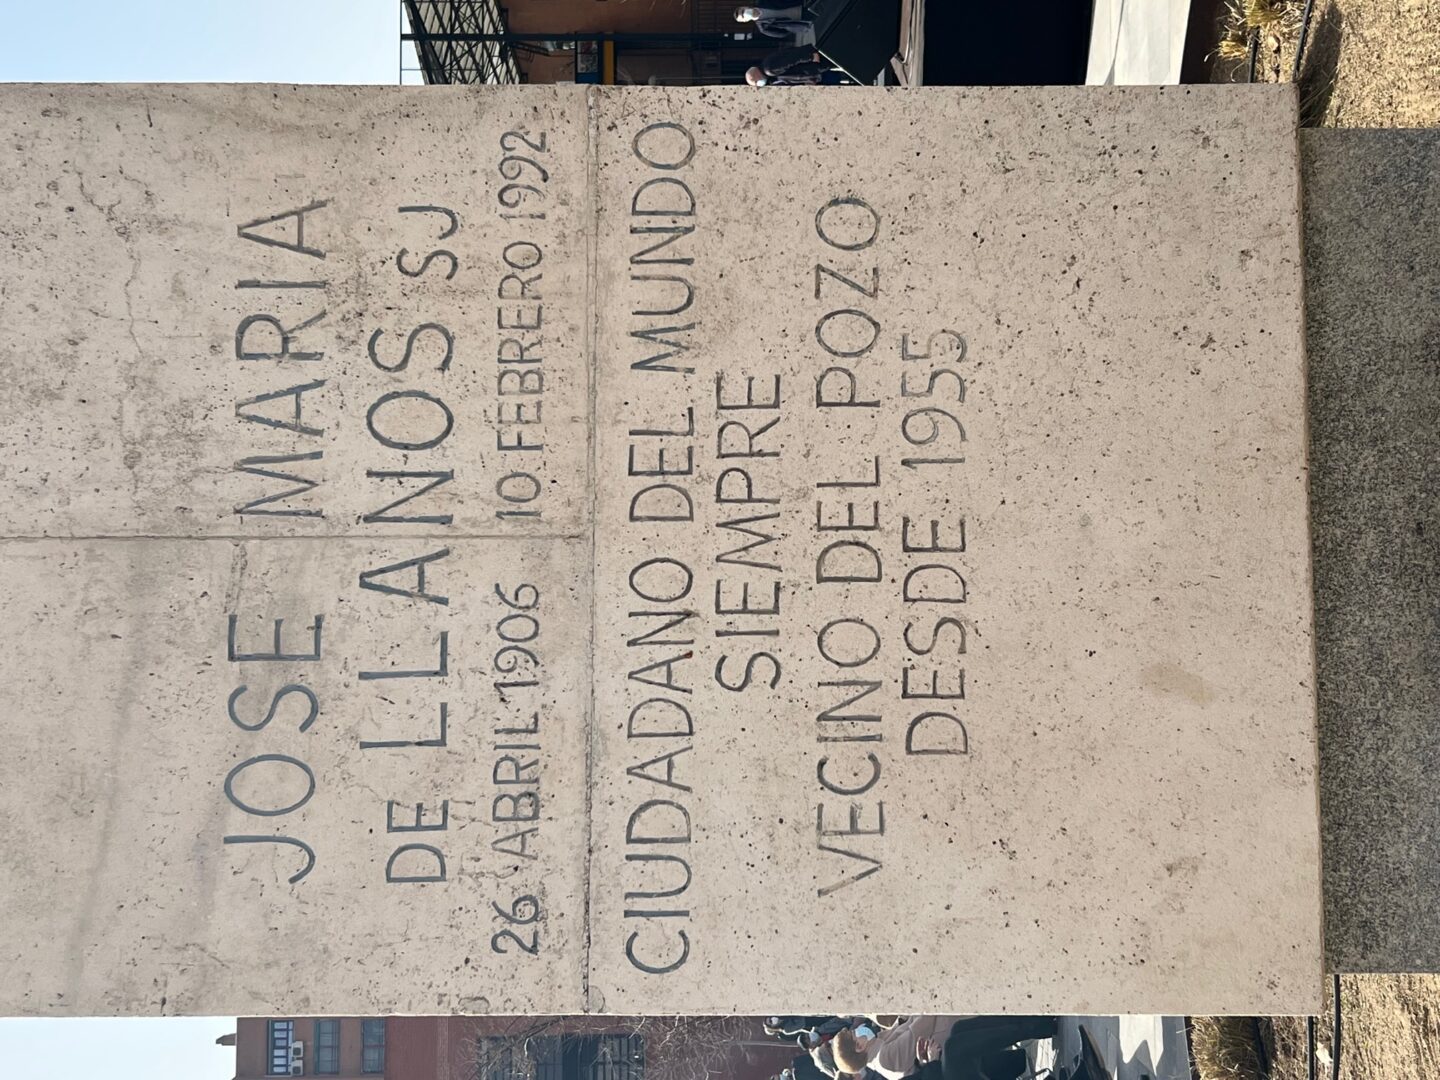 JOSE MARIA
DE LLANOS SJ
26 ABRIL 1906 10 FEBRERO 1992
CIUDADANO DEL MUNDO
SIEMPRE
VECINO DEL POZO
DESDE 1955